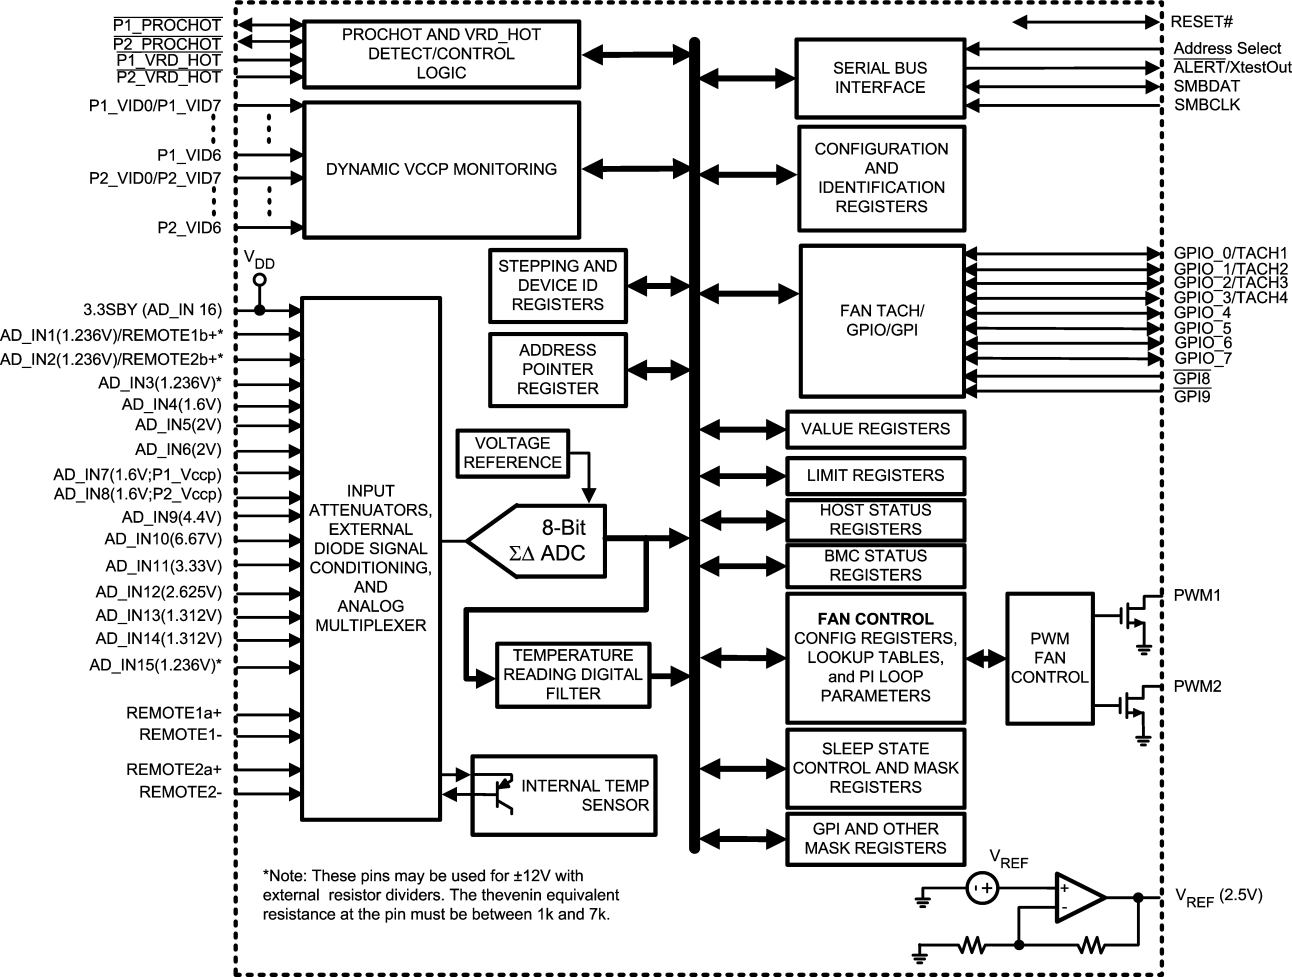 P1_PROCHOT
P2_PROCHOT
P1_VRD_HOT
P2_VRD_HOT
P1_VID0/P1_VID7
P1_VID6
P2_VID0/P2_VID7
P2_VID6
PROCHOT AND VRD_HOT
DETECT/CONTROL
LOGIC
DYNAMIC VCCP MONITORING
VDD
3.3SBY (AD_IN 16)
AD_IN1(1.236V)/REMOTE1b+*
AD_IN2(1.236V)/REMOTE2b+*
AD_IN3(1.236V)*
AD_IN4(1.6V)
AD_IN5(2V)
AD_IN6(2V)
AD_IN7(1.6V;P1_Vccp)
AD_IN8(1.6V;P2_Vccp)
AD_IN9(4.4V)
AD_IN10(6.67V)
AD_IN11(3.33V)
AD_IN12(2.625V)
AD_IN13(1.312V)
AD_IN14(1.312V)
AD_IN15(1.236V)*
REMOTE1a+
REMOTE1-
REMOTE2a+
REMOTE2-
INPUT
ATTENUATORS,
EXTERNAL
DIODE SIGNAL
CONDITIONING,
AND
ANALOG
MULTIPLEXER
STEPPING AND
DEVICE ID
REGISTERS
ADDRESS
POINTER
REGISTER
VOLTAGE
REFERENCE
8-Bit
ΣΔ ADC
TEMPERATURE
READING DIGITAL
FILTER
INTERNAL TEMP
SENSOR
*Note: These pins may be used for ±12V with
external resistor dividers. The thevenin equivalent
resistance at the pin must be between 1k and 7k.
SERIAL BUS
INTERFACE
CONFIGURATION
AND
IDENTIFICATION
REGISTERS
FAN TACH/
GPIO/GPI
VALUE REGISTERS
LIMIT REGISTERS
HOST STATUS
REGISTERS
BMC STATUS
REGISTERS
FAN CONTROL
CONFIG REGISTERS,
LOOKUP TABLES,
and PI LOOP
PARAMETERS
PWM
FAN
CONTROL
SLEEP STATE
CONTROL AND MASK
REGISTERS
GPI AND OTHER
MASK REGISTERS
RESET#
Address Select
ALERT/XtestOut
SMBDAT
SMBCLK
GPIO_0/TACH1
GPIO_1/TACH2
GPIO_2/TACH3
GPIO_3/TACH4
GPIO_4
GPIO_5
GPIO_6
GPIO_7
GPI8
GPI9
PWM1
PWM2
VREF
- +
+
-
VREF (2.5V)